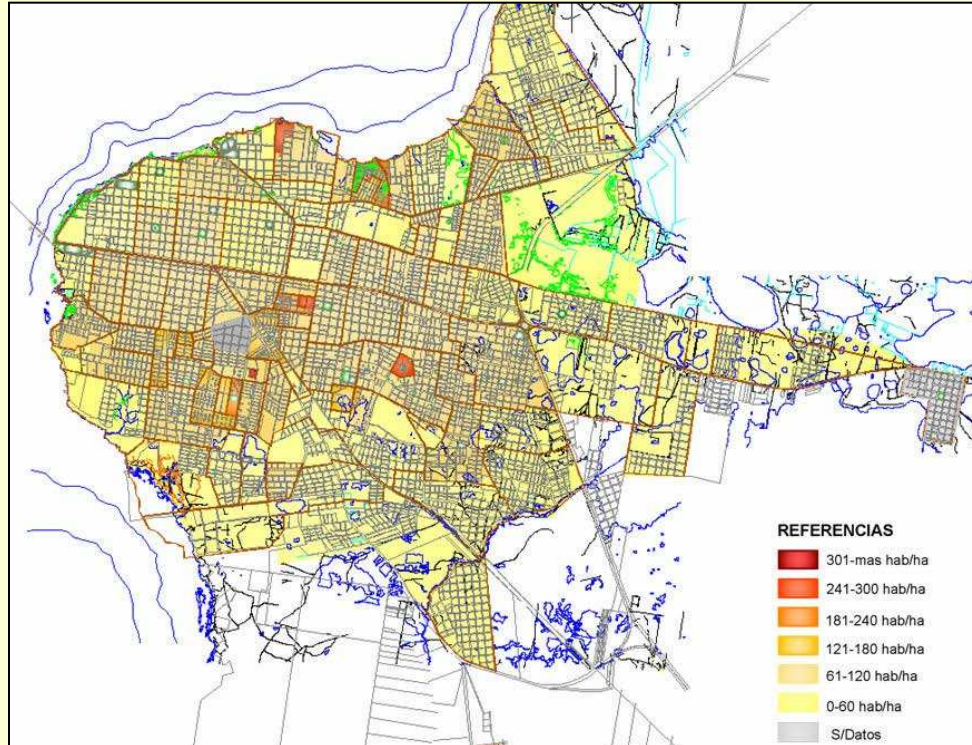 REFERENCIAS
301-mas hab/ha
241-300 hab/ha
181-240 hab/ha
121-180 hab/ha
61-120 hab/ha
0-60 hab/ha
S/Datos